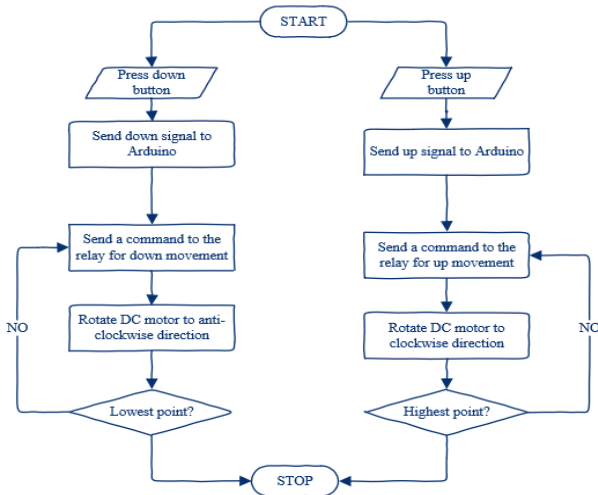 START
Press down
button
Send down signal to
Arduino
Send a command to the
relay for down movement
Rotate DC motor to anti-
clockwise direction
Lowest point?
NO
Press up
button
Send up signal to Arduino
Send a command to the
relay for up movement
Rotate DC motor to
clockwise direction
Highest point?
NO
STOP